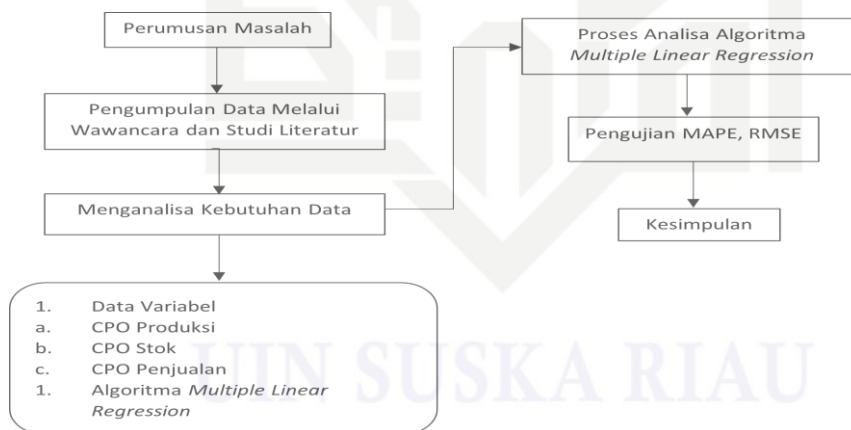 Perumusan Masalah
Pengumpulan Data Melalui
Wawancara dan Studi Literatur
Menganalisa Kebutuhan Data
1. Data Variabel
a. CPO Produksi
b. CPO Stok
c. CPO Penjualan
1. Algoritma Multiple Linear
Regression
Proses Analisa Algoritma
Multiple Linear Regression
Pengujian MAPE, RMSE
Kesimpulan
UIN SUSKA RIAU